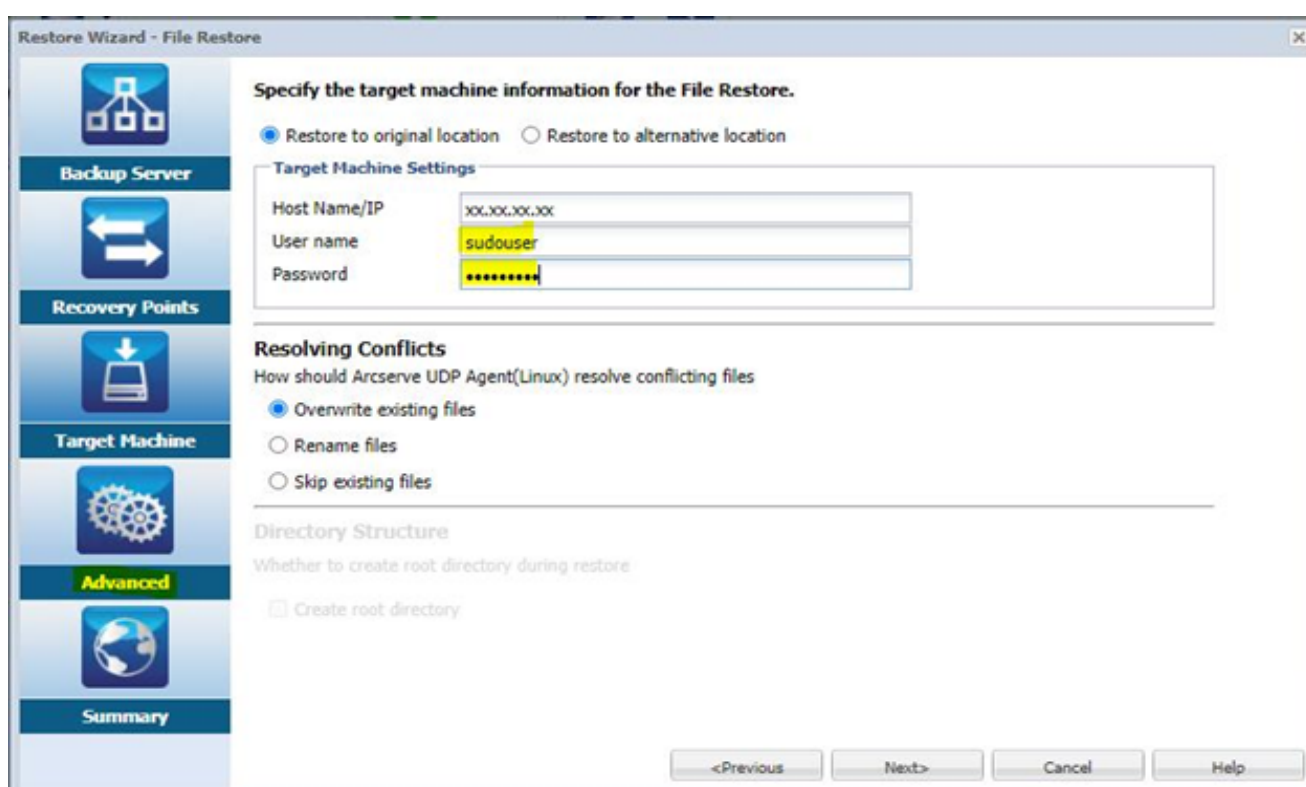 Restore Wizard - File Restore
Backup Server
Recovery Points
Target Machine
Advanced
Summary
Specify the target machine information for the File Restore.
Restore to original location Restore to alternative location
Target Machine Settings
Host Name/IP xx.xx.xx.xx
User name sudouser
Password •••••••••
Resolving Conflicts
How should Arcserve UDP Agent(Linux) resolve conflicting files
Overwrite existing files
Rename files
Skip existing files
Directory Structure
Whether to create root directory during restore
Create root directory
<Previous Next> Cancel Help